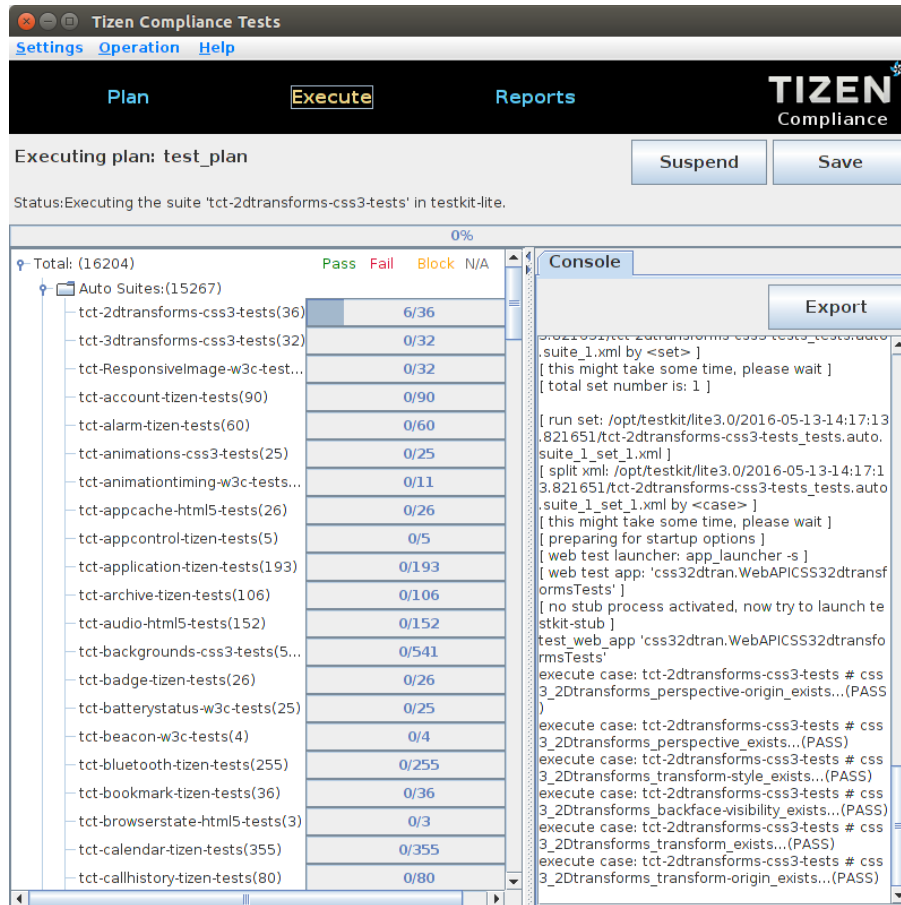 Tizen Compliance Tests
Settings Operation Help
Plan Execute Reports
TIZEN
Compliance
Executing plan: test_plan
Suspend Save
Status:Executing the suite 'tct-2dtransforms-css3-tests' in testkit-lite.
0%
Total: (16204) Pass Fail Block N/A
Auto Suites:(15267)
tct-2dtransforms-css3-tests(36) 6/36
tct-3dtransforms-css3-tests(32) 0/32
tct-ResponsiveImage-w3c-test... 0/32
tct-account-tizen-tests(90) 0/90
tct-alarm-tizen-tests(60) 0/60
tct-animations-css3-tests(25) 0/25
tct-animationtiming-w3c-tests... 0/11
tct-appcache-html5-tests(26) 0/26
tct-appcontrol-tizen-tests(5) 0/5
tct-application-tizen-tests(193) 0/193
tct-archive-tizen-tests(106) 0/106
tct-audio-html5-tests(152) 0/152
tct-backgrounds-css3-tests(5... 0/541
tct-badge-tizen-tests(26) 0/26
tct-batterystatus-w3c-tests(25) 0/25
tct-beacon-w3c-tests(4) 0/4
tct-bluetooth-tizen-tests(255) 0/255
tct-bookmark-tizen-tests(36) 0/36
tct-browserstate-html5-tests(3) 0/3
tct-calendar-tizen-tests(355) 0/355
tct-callhistory-tizen-tests(80) 0/80
Console
Export
3.821651/tct-2dtransforms-css3-tests_tests.auto
.suite_1.xml by <set> ]
[ this might take some time, please wait ]
[ total set number is: 1 ]
[ run set: /opt/testkit/lite3.0/2016-05-13-14:17:13
.821651/tct-2dtransforms-css3-tests_tests.auto.
suite_1_set_1.xml ]
[ split xml: /opt/testkit/lite3.0/2016-05-13-14:17:1
3.821651/tct-2dtransforms-css3-tests_tests.auto
.suite_1_set_1.xml by <case> ]
[ this might take some time, please wait ]
[ preparing for startup options ]
[ web test launcher: app_launcher -s ]
[ web test app: 'css32dtran.WebAPICSS32dtransf
ormsTests' ]
[ no stub process activated, now try to launch te
stkit-stub ]
test_web_app 'css32dtran.WebAPICSS32dtransfo
rmsTests'
execute case: tct-2dtransforms-css3-tests # css
3_2Dtransforms_perspective-origin_exists...(PASS
)
execute case: tct-2dtransforms-css3-tests # css
3_2Dtransforms_perspective_exists...(PASS)
execute case: tct-2dtransforms-css3-tests # css
3_2Dtransforms_transform-style_exists...(PASS)
execute case: tct-2dtransforms-css3-tests # css
3_2Dtransforms_backface-visibility_exists...(PASS)
execute case: tct-2dtransforms-css3-tests # css
3_2Dtransforms_transform_exists...(PASS)
execute case: tct-2dtransforms-css3-tests # css
3_2Dtransforms_transform-origin_exists...(PASS)